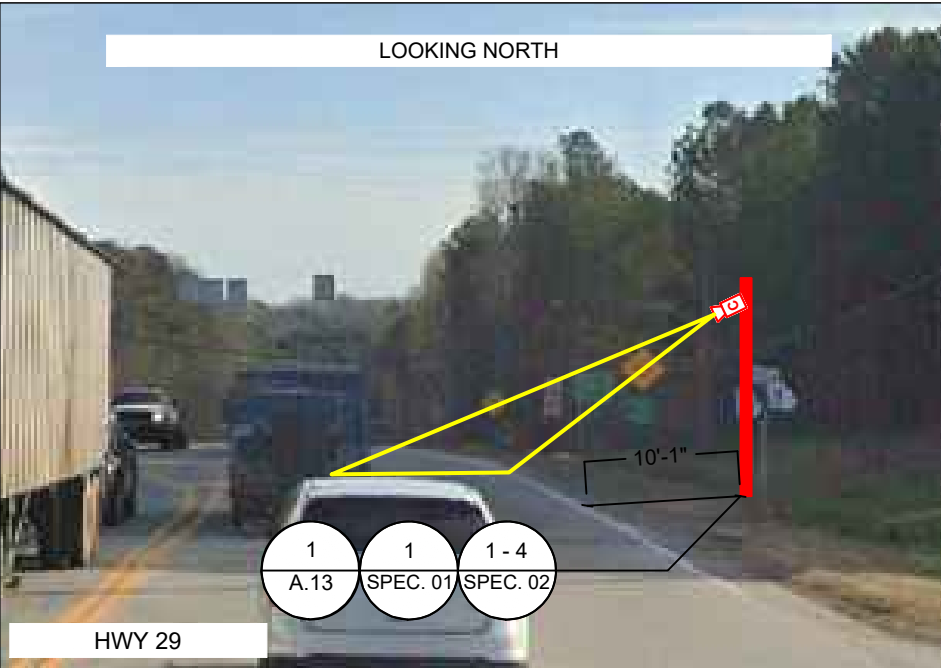 LOOKING NORTH
C
10'-1"
1
A.13
1
SPEC. 01
1 - 4
SPEC. 02
HWY 29